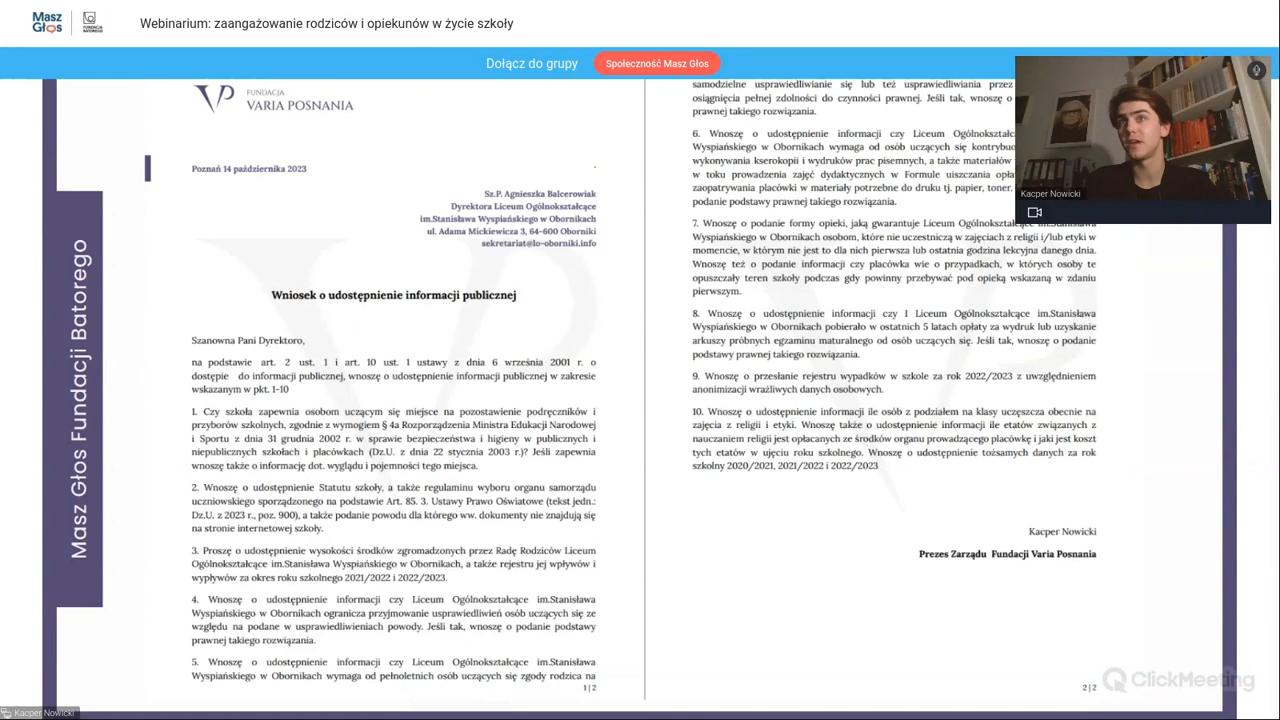 Masz
Głos
FUNDACJA
BATOREGO
Webinarium: zaangażowanie rodziców i opiekunów w życie szkoły
Dołącz do grupy
Społeczność Masz Głos
Masz Głos Fundacji Batorego
VP
FUNDACJA
VARIA POSNANIA
Poznań 14 października 2023
Sz.P. Agnieszka Balcerowiak
Dyrektora Liceum Ogólnokształcące
im.Stanisława Wyspiańskiego w Obornikach
ul. Adama Mickiewicza 3, 64-600 Oborniki
sekretariat@lo-oborniki.info
Wniosek o udostępnienie informacji publicznej
Szanowna Pani Dyrektoro,
na podstawie art. 2 ust. 1 i art. 10 ust. 1 ustawy z dnia 6 września 2001 r. o
dostępie do informacji publicznej, wnoszę o udostępnienie informacji publicznej w zakresie
wskazanym w pkt. 1-10
1. Czy szkoła zapewnia osobom uczącym się miejsce na pozostawienie podręczników i
przyborów szkolnych, zgodnie z wymogiem § 4a Rozporządzenia Ministra Edukacji Narodowej
i Sportu z dnia 31 grudnia 2002 r. w sprawie bezpieczeństwa i higieny w publicznych i
niepublicznych szkołach i placówkach (Dz.U. z dnia 22 stycznia 2003 r.)? Jeśli zapewnia
wnoszę także o informację dot. wyglądu i pojemności tego miejsca.
2. Wnoszę o udostępnienie Statutu szkoły, a także regulaminu wyboru organu samorządu
uczniowskiego sporządzonego na podstawie Art. 85. 3. Ustawy Prawo Oświatowe (tekst jedn.:
Dz.U. z 2023 r., poz. 900), a także podanie powodu dla którego ww. dokumenty nie znajdują się
na stronie internetowej szkoły.
3. Proszę o udostępnienie wysokości środków zgromadzonych przez Radę Rodziców Liceum
Ogólnokształcące im.Stanisława Wyspiańskiego w Obornikach, a także rejestru jej wpływów i
wypływów za okres roku szkolnego 2021/2022 i 2022/2023.
4. Wnoszę o udostępnienie informacji czy Liceum Ogólnokształcące im.Stanisława
Wyspiańskiego w Obornikach ogranicza przyjmowanie usprawiedliwień osób uczących się ze
względu na podane w usprawiedliwieniach powody. Jeśli tak, wnoszę o podanie podstawy
prawnej takiego rozwiązania.
5. Wnoszę o udostępnienie informacji czy Liceum Ogólnokształcące im.Stanisława
Wyspiańskiego w Obornikach wymaga od pełnoletnich osób uczących się zgody rodzica na
1|2
samodzielne usprawiedliwianie się lub też usprawiedliwiania przez
osiągnięcia pełnej zdolności do czynności prawnej. Jeśli tak, wnoszę o
prawnej takiego rozwiązania.
6. Wnoszę o udostępnienie informacji czy Liceum Ogólnokształc
Wyspiańskiego w Obornikach wymaga od osób uczących się kontrybuc
wykonywania kserokopii i wydruków prac pisemnych, a także materiałów
w toku prowadzenia zajęć dydaktycznych w Formule uiszczania opłat
zaopatrywania placówki w materiały potrzebne do druku tj. papier, toner.
podanie podstawy prawnej takiego rozwiązania.
7. Wnoszę o podanie formy opieki, jaką gwarantuje Liceum Ogólnokształcące im.Stanisława
Wyspiańskiego w Obornikach osobom, które nie uczestniczą w zajęciach z religii i/lub etyki w
momencie, w którym nie jest to dla nich pierwsza lub ostatnia godzina lekcyjna danego dnia.
Wnoszę też o podanie informacji czy placówka wie o przypadkach, w których osoby te
opuszczały teren szkoły podczas gdy powinny przebywać pod opieką wskazaną w zdaniu
pierwszym.
8. Wnoszę o udostępnienie informacji czy I Liceum Ogólnokształcące im.Stanisława
Wyspiańskiego w Obornikach pobierało w ostatnich 5 latach opłaty za wydruk lub uzyskanie
arkuszy próbnych egzaminu maturalnego od osób uczących się. Jeśli tak, wnoszę o podanie
podstawy prawnej takiego rozwiązania.
9. Wnoszę o przesłanie rejestru wypadków w szkole za rok 2022/2023 z uwzględnieniem
anonimizacji wrażliwych danych osobowych.
10. Wnoszę o udostępnienie informacji ile osób z podziałem na klasy uczęszcza obecnie na
zajęcia z religii i etyki. Wnoszę także o udostępnienie informacji ile etatów związanych z
nauczaniem religii jest opłacanych ze środków organu prowadzącego placówkę i jaki jest koszt
tych etatów w ujęciu roku szkolnego. Wnoszę o udostępnienie tożsamych danych za rok
szkolny 2020/2021, 2021/2022 i 2022/2023
Kacper Nowicki
Prezes Zarządu Fundacji Varia Posnania
2|2
Kacper Nowicki
ClickMeeting
Kacper Nowicki